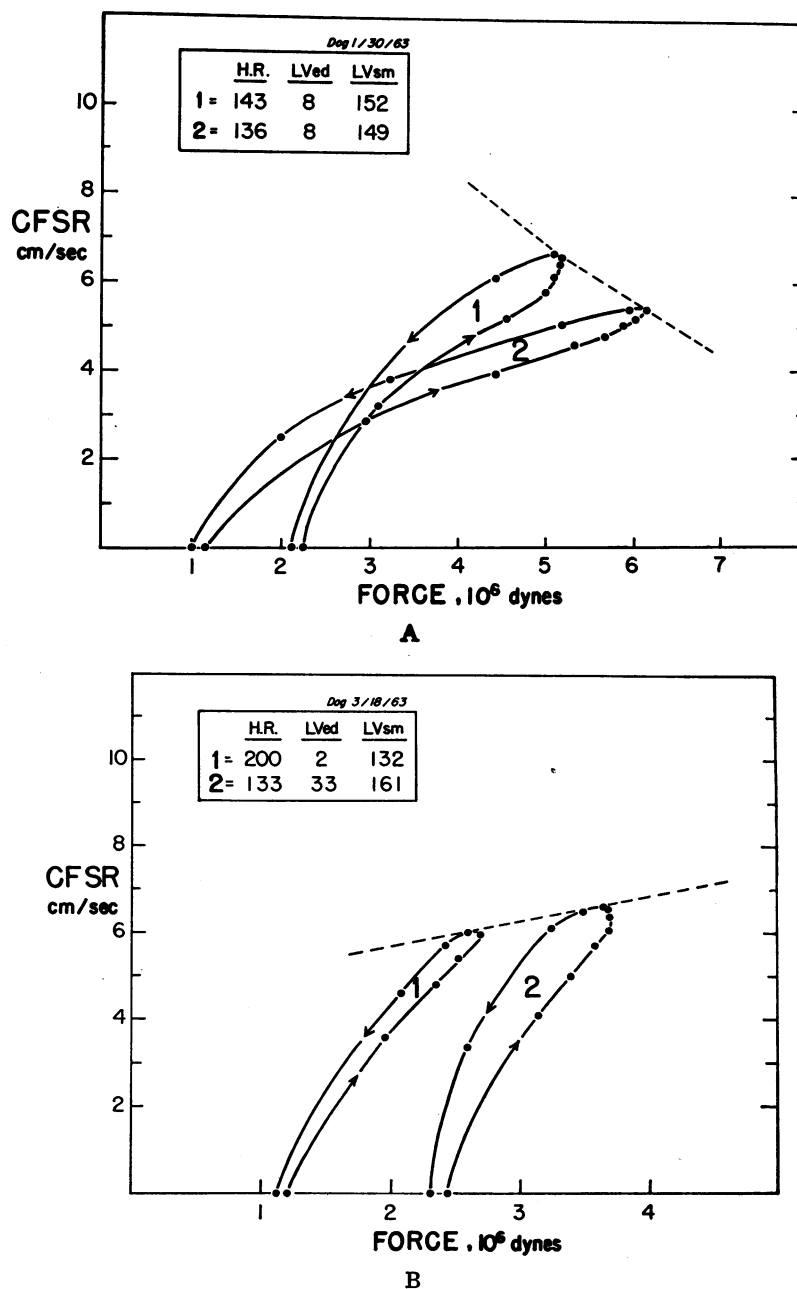 Dog 1/30/63
H.R. LVed LVsm
1= 143 8 152
2= 136 8 149
10
8
CFSR
cm/sec
6
4
2
1
2
1 2 3 4 5 6 7
FORCE, 10⁶ dynes
A
Dog 3/18/63
H.R. LVed LVsm
1= 200 2 132
2= 133 33 161
10
8
CFSR
cm/sec
6
4
2
1
2
1 2 3 4
FORCE, 10⁶ dynes
B